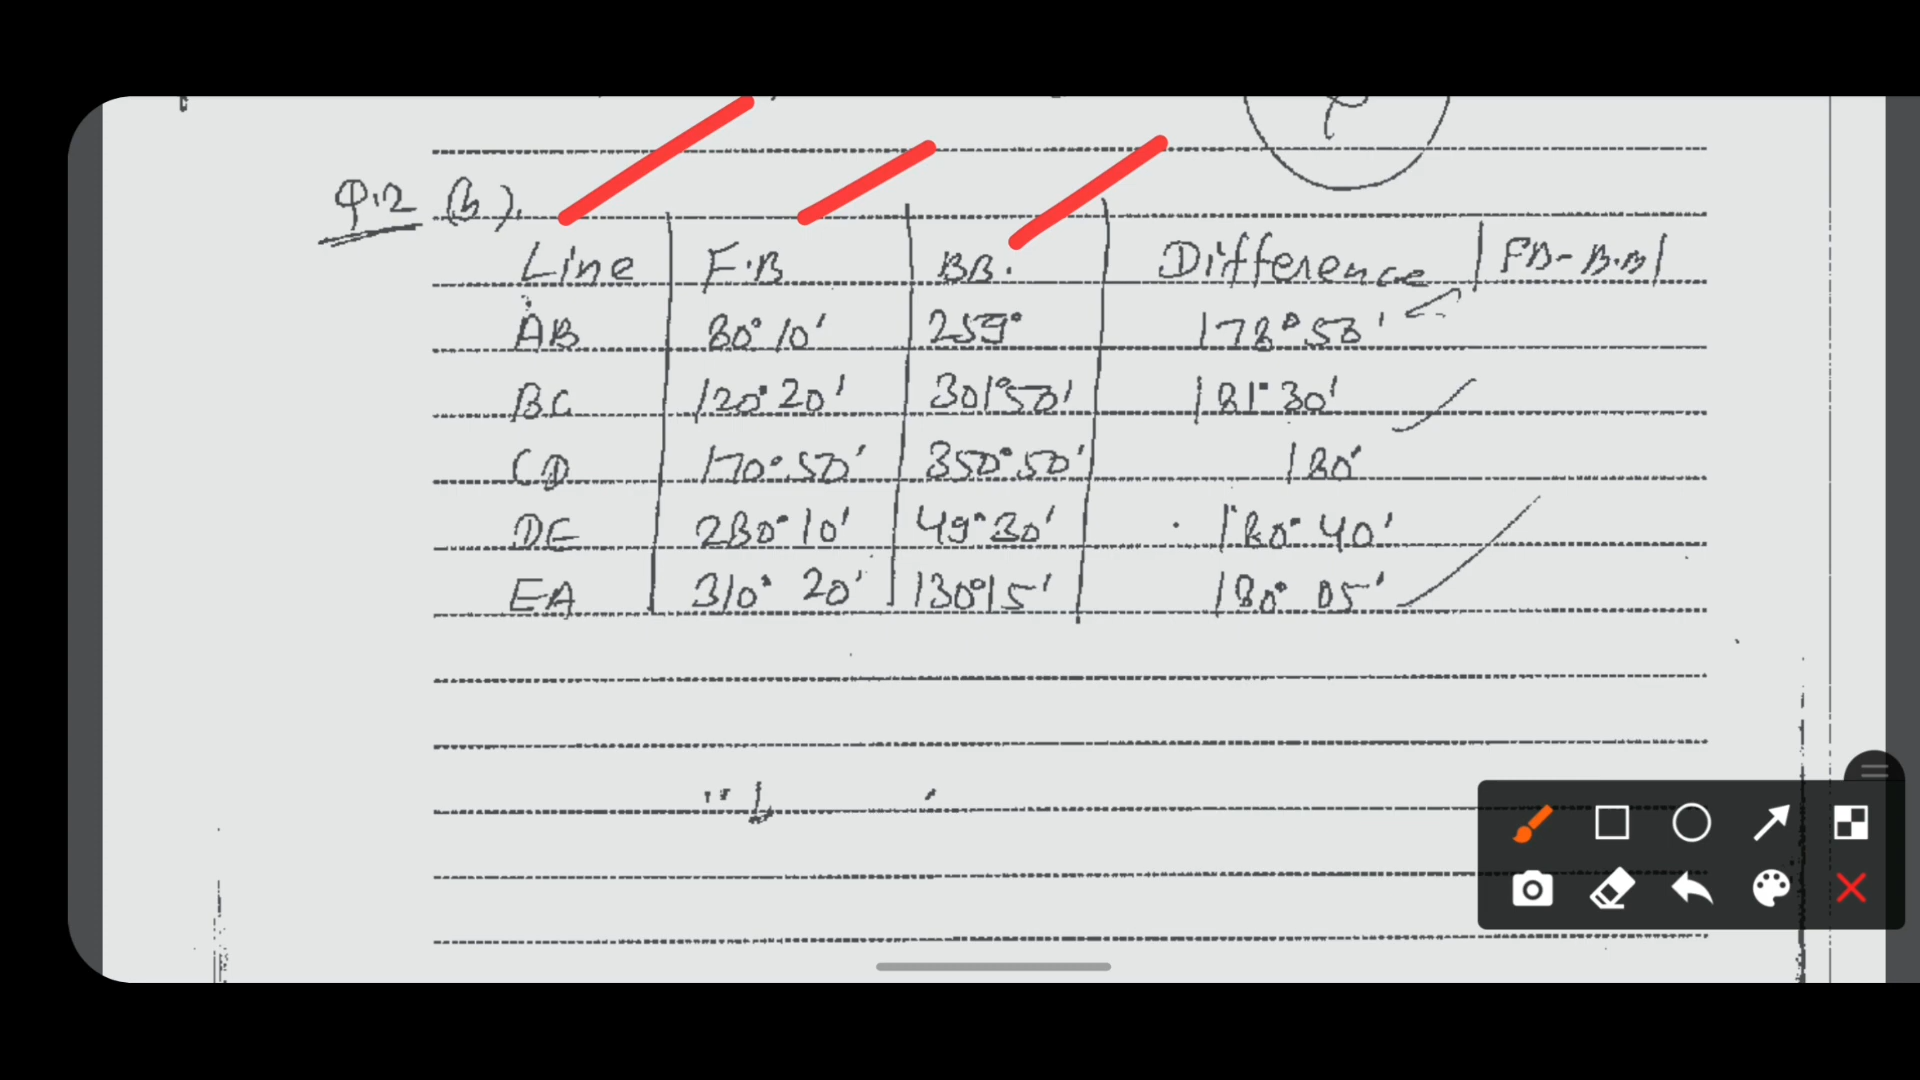 Q.2 (b).
Line F.B BB. Difference |FB-B.B|
AB 80°10' 259° 178°50'
BC 120°20' 301°50' 181°30'
CD 170°50' 350°50' 180°
DE 230°10' 49°30' 180°40'
EA 310°20' 130°15' 180°05'